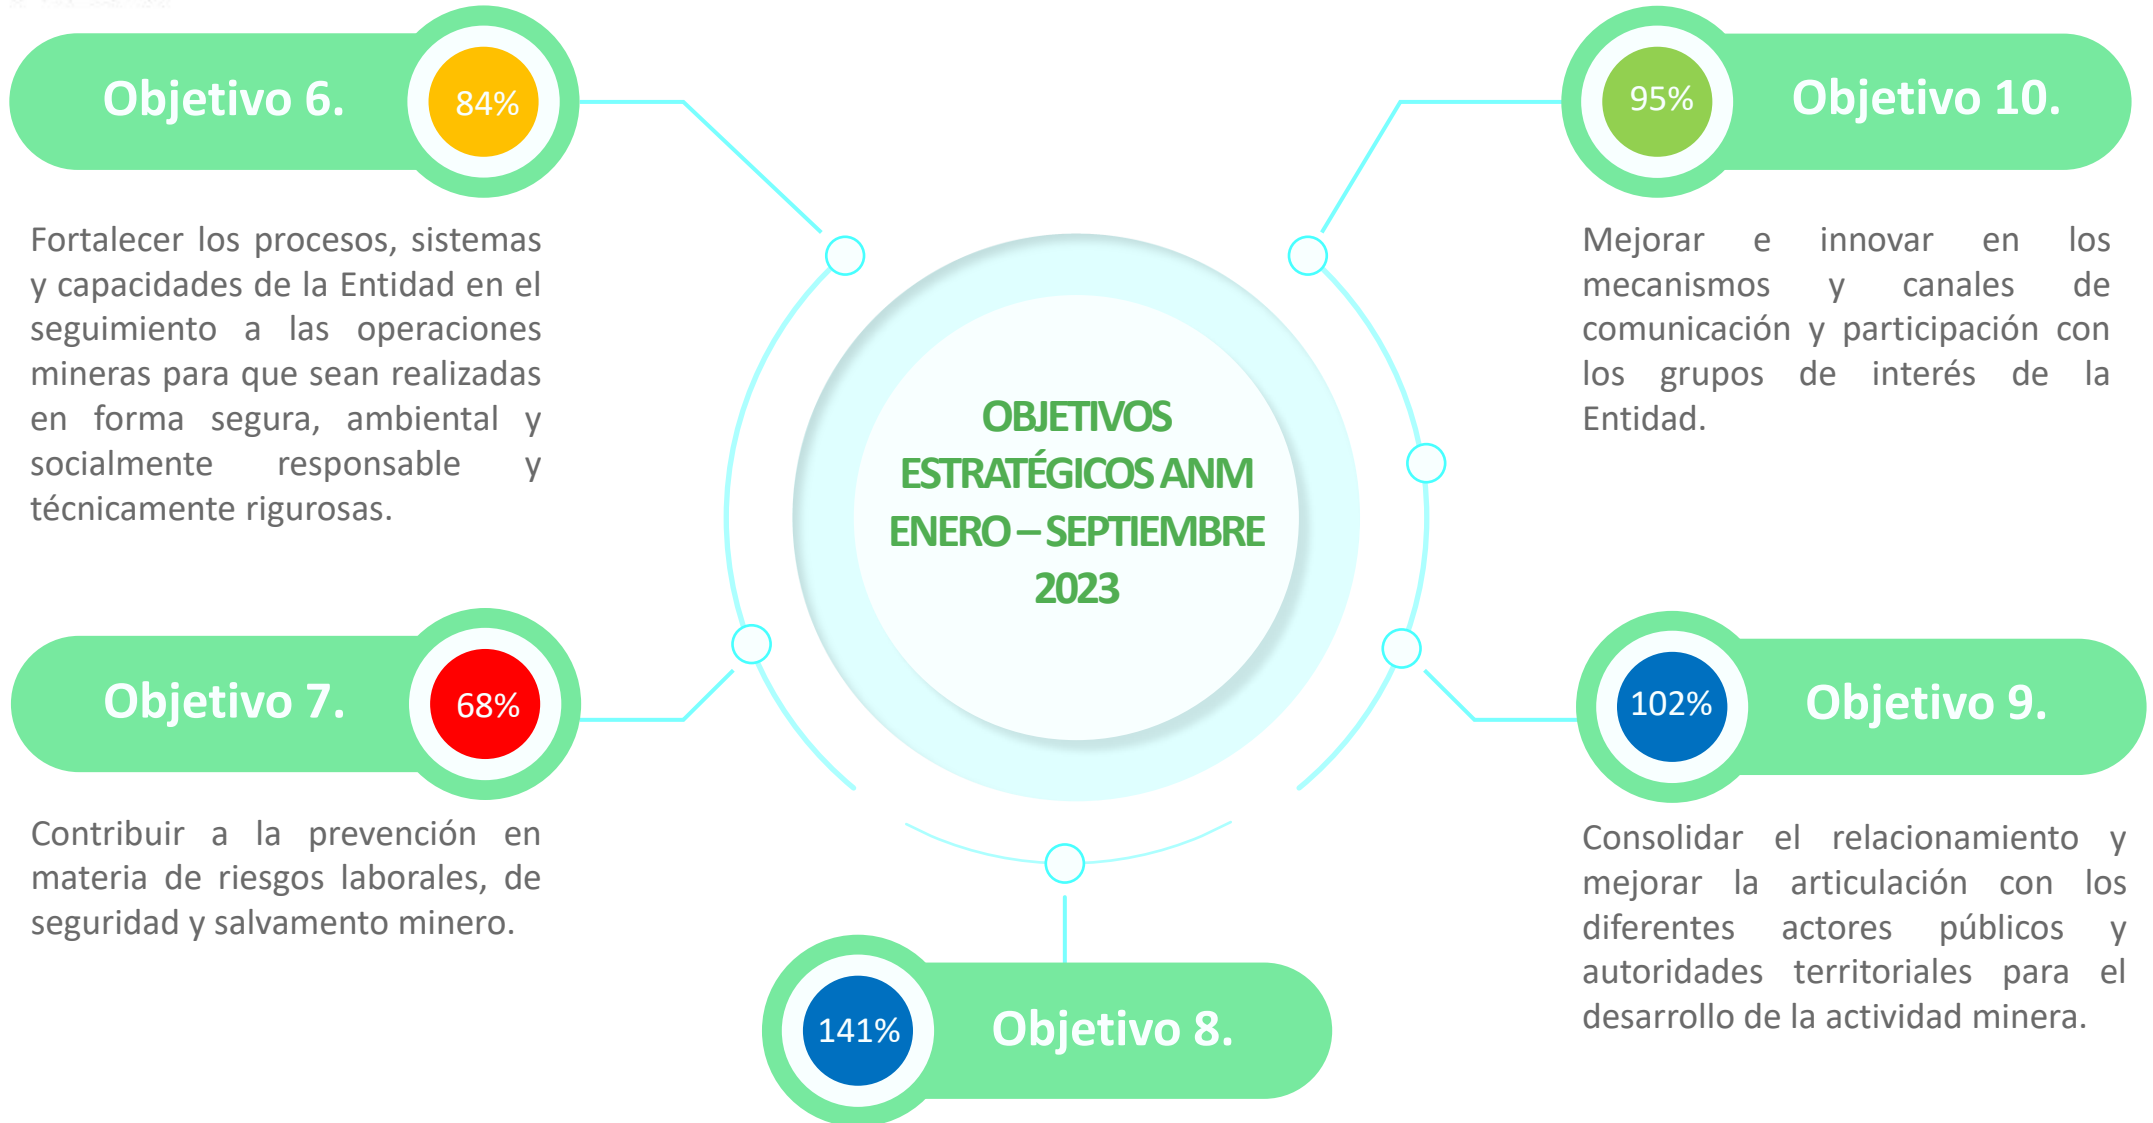 Objetivo 6.
84%
Fortalecer los procesos, sistemas
y capacidades de la Entidad en el
seguimiento a las operaciones
mineras para que sean realizadas
en forma segura, ambiental y
socialmente responsable y
técnicamente rigurosas.
Objetivo 7.
68%
Contribuir a la prevención en
materia de riesgos laborales, de
seguridad y salvamento minero.
OBJETIVOS
ESTRATÉGICOS ANM
ENERO – SEPTIEMBRE
2023
141%
Objetivo 8.
95%
Objetivo 10.
Mejorar e innovar en los
mecanismos y canales de
comunicación y participación con
los grupos de interés de la
Entidad.
102%
Objetivo 9.
Consolidar el relacionamiento y
mejorar la articulación con los
diferentes actores públicos y
autoridades territoriales para el
desarrollo de la actividad minera.